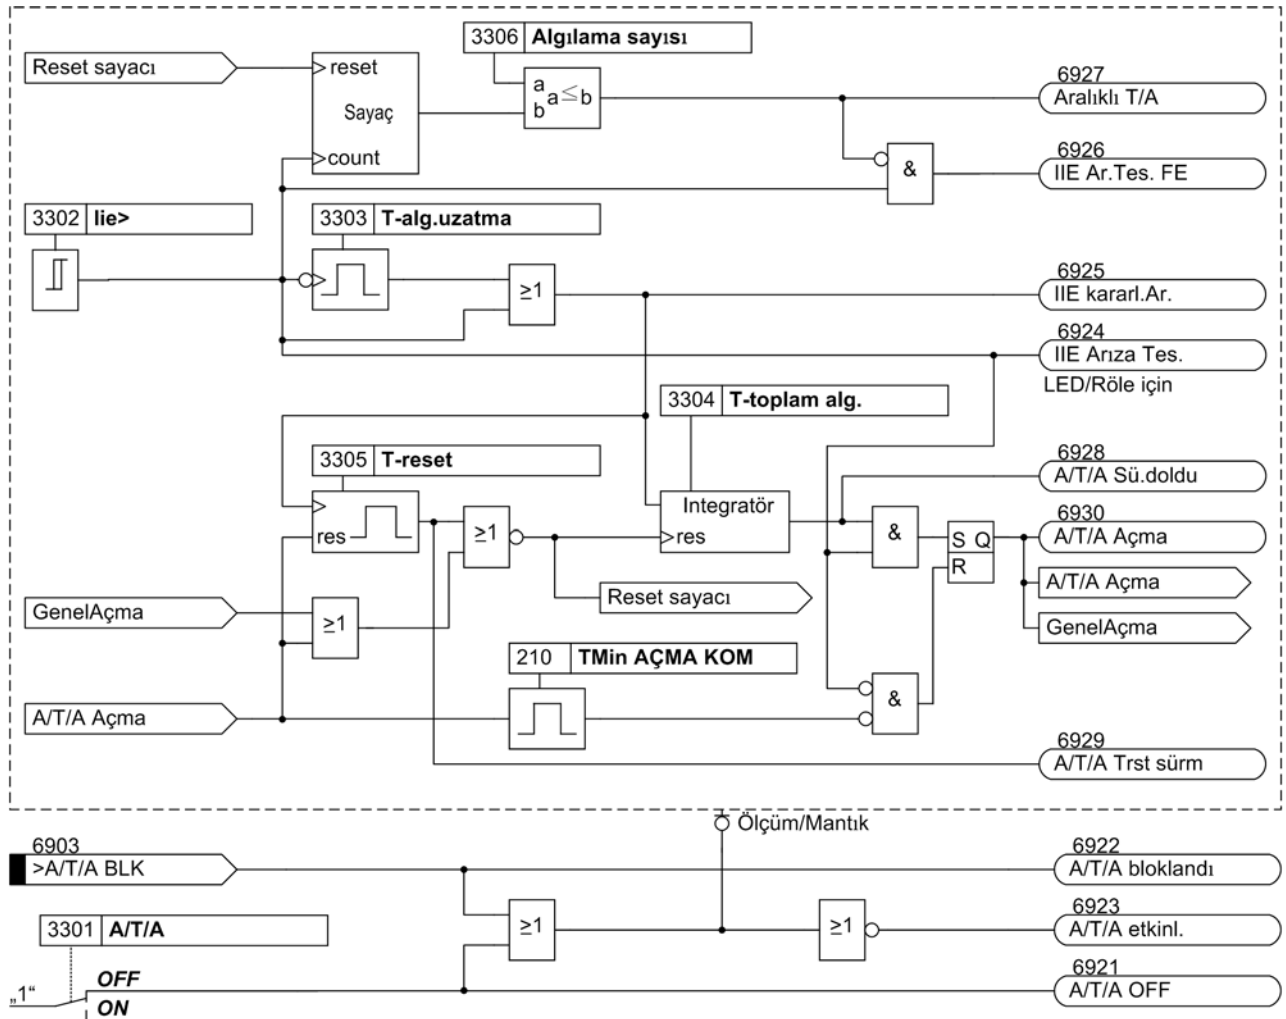 3306 Algılama sayısı
Reset sayacı
reset
Sayaç
count
a
b
a≤b
6927
Aralıklı T/A
6926
IIE Ar.Tes. FE
&
3302 Iie>
3303 T-alg.uzatma
≥1
6925
IIE kararl.Ar.
6924
IIE Arıza Tes.
LED/Röle için
3304 T-toplam alg.
3305 T-reset
res
≥1
Integratör
res
&
S Q
R
6928
A/T/A Sü.doldu
6930
A/T/A Açma
A/T/A Açma
GenelAçma
Reset sayacı
GenelAçma
≥1
210 TMin AÇMA KOM
A/T/A Açma
&
6929
A/T/A Trst sürm
Ölçüm/Mantık
6903
>A/T/A BLK
6922
A/T/A bloklandı
3301 A/T/A
≥1
≥1
6923
A/T/A etkinl.
OFF
„1“
ON
6921
A/T/A OFF